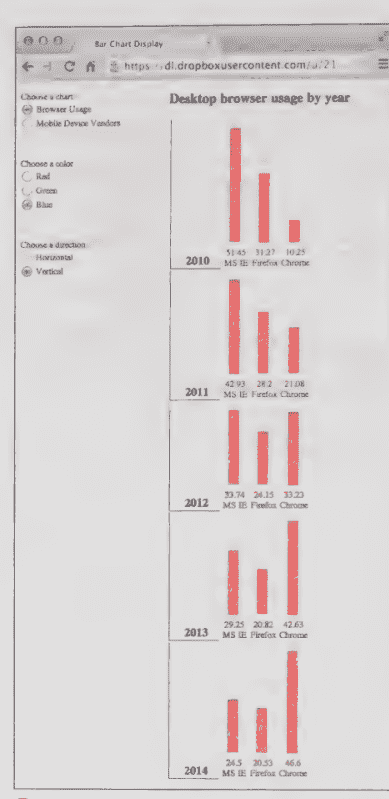 Bar Chart Display
https://dl.dropboxusercontent.com/u/21
Choose a chart
Browser Usage
Mobile Device Vendors
Choose a color
Red
Green
Blue
Choose a direction
Horizontal
Vertical
Desktop browser usage by year
51.45 31.27 10.25
2010 MS IE Firefox Chrome
42.93 28.2 21.08
2011 MS IE Firefox Chrome
33.74 24.15 33.23
2012 MS IE Firefox Chrome
29.25 20.82 42.63
2013 MS IE Firefox Chrome
24.5 20.53 46.6
2014 MS IE Firefox Chrome